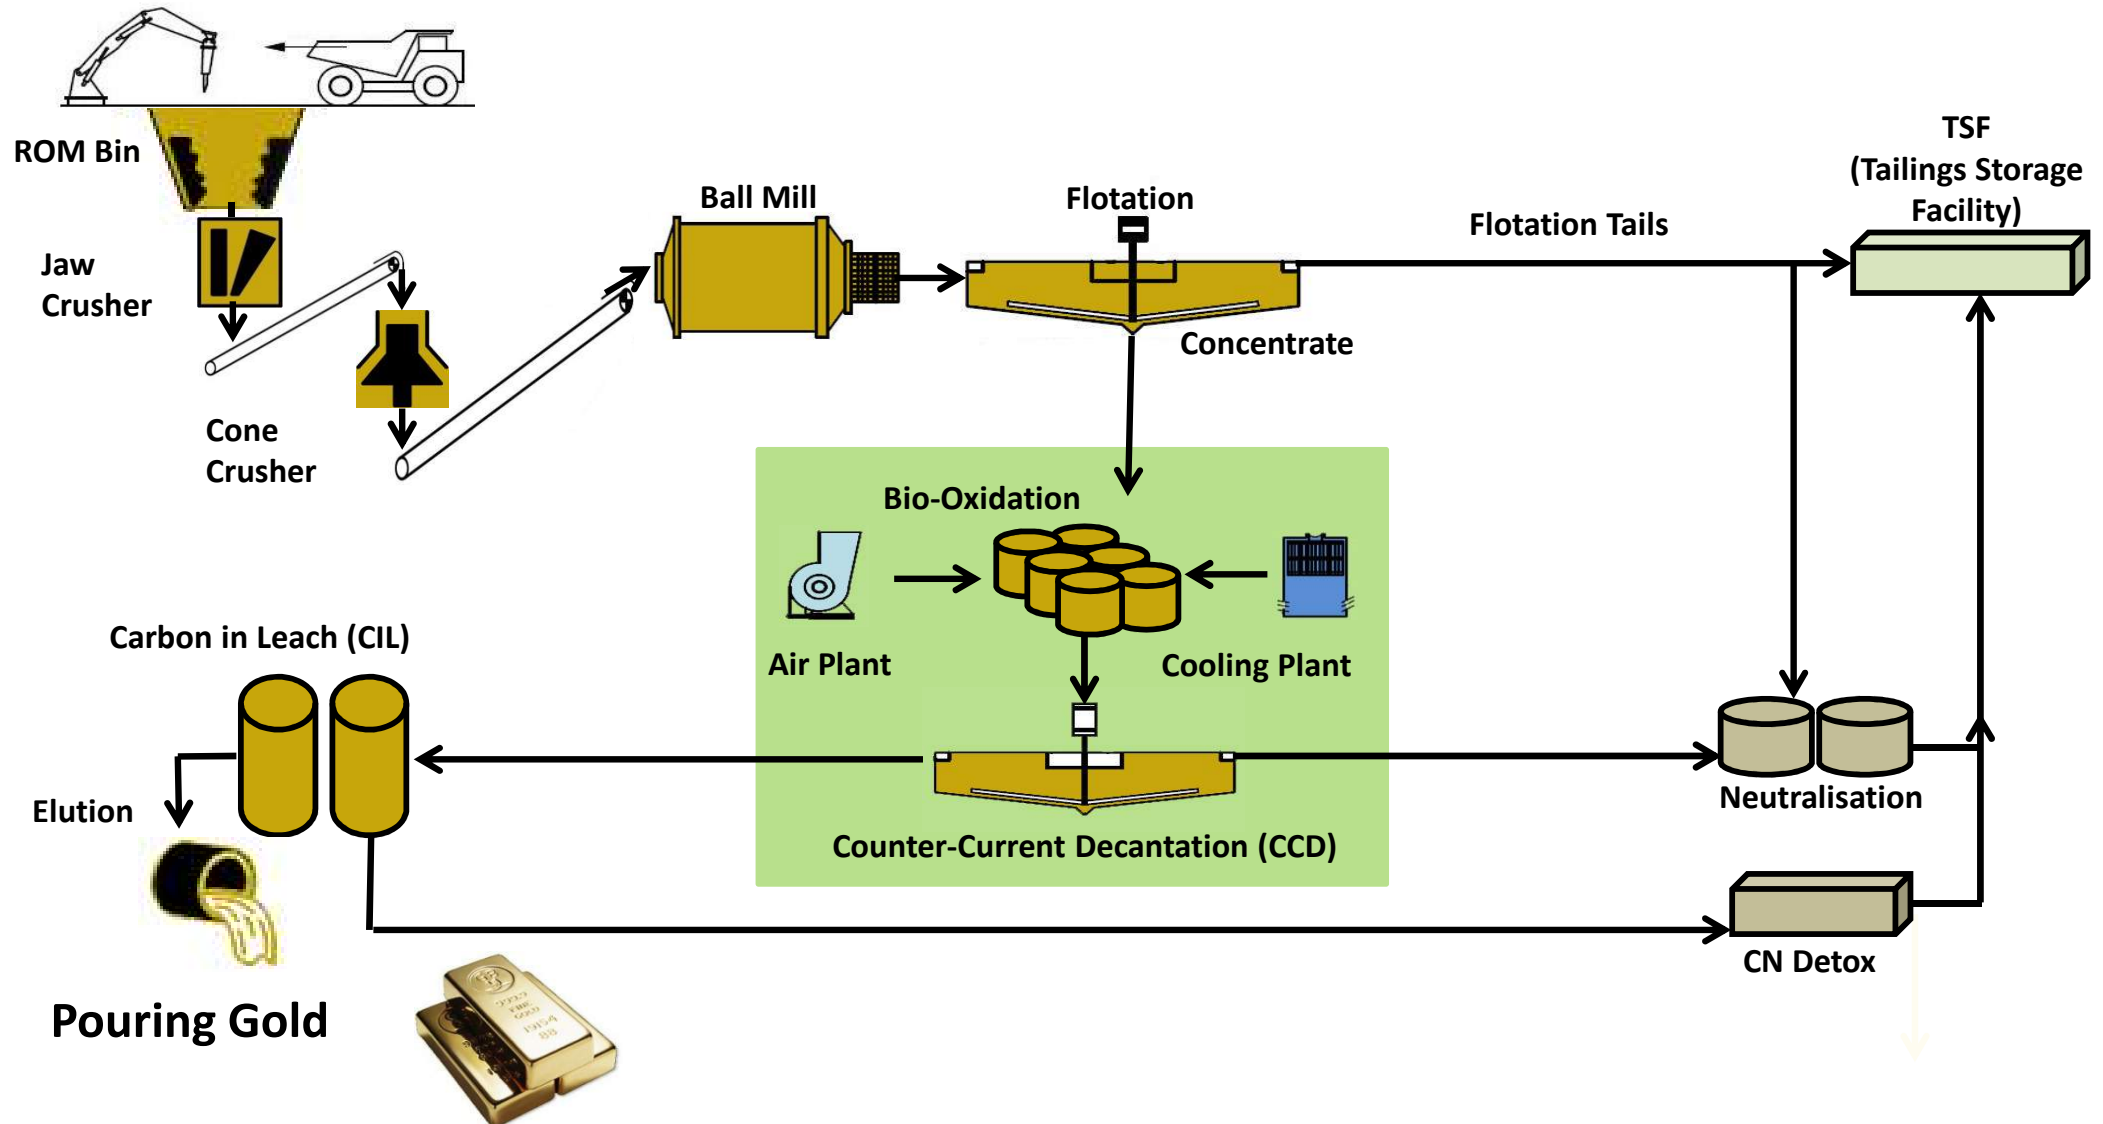 ROM Bin
Jaw
Crusher
Cone
Crusher
Ball Mill
Flotation
Concentrate
Flotation Tails
TSF
(Tailings Storage
Facility)
Bio-Oxidation
Air Plant
Cooling Plant
Counter-Current Decantation (CCD)
Carbon in Leach (CIL)
Elution
Neutralisation
CN Detox
Pouring Gold
GOLD